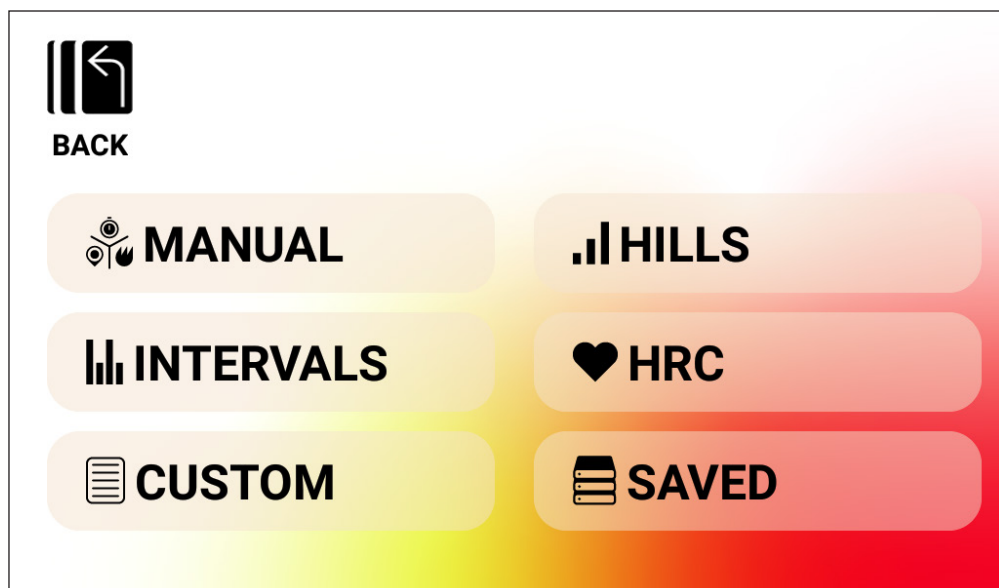 BACK
MANUAL
HILLS
INTERVALS
HRC
CUSTOM
SAVED